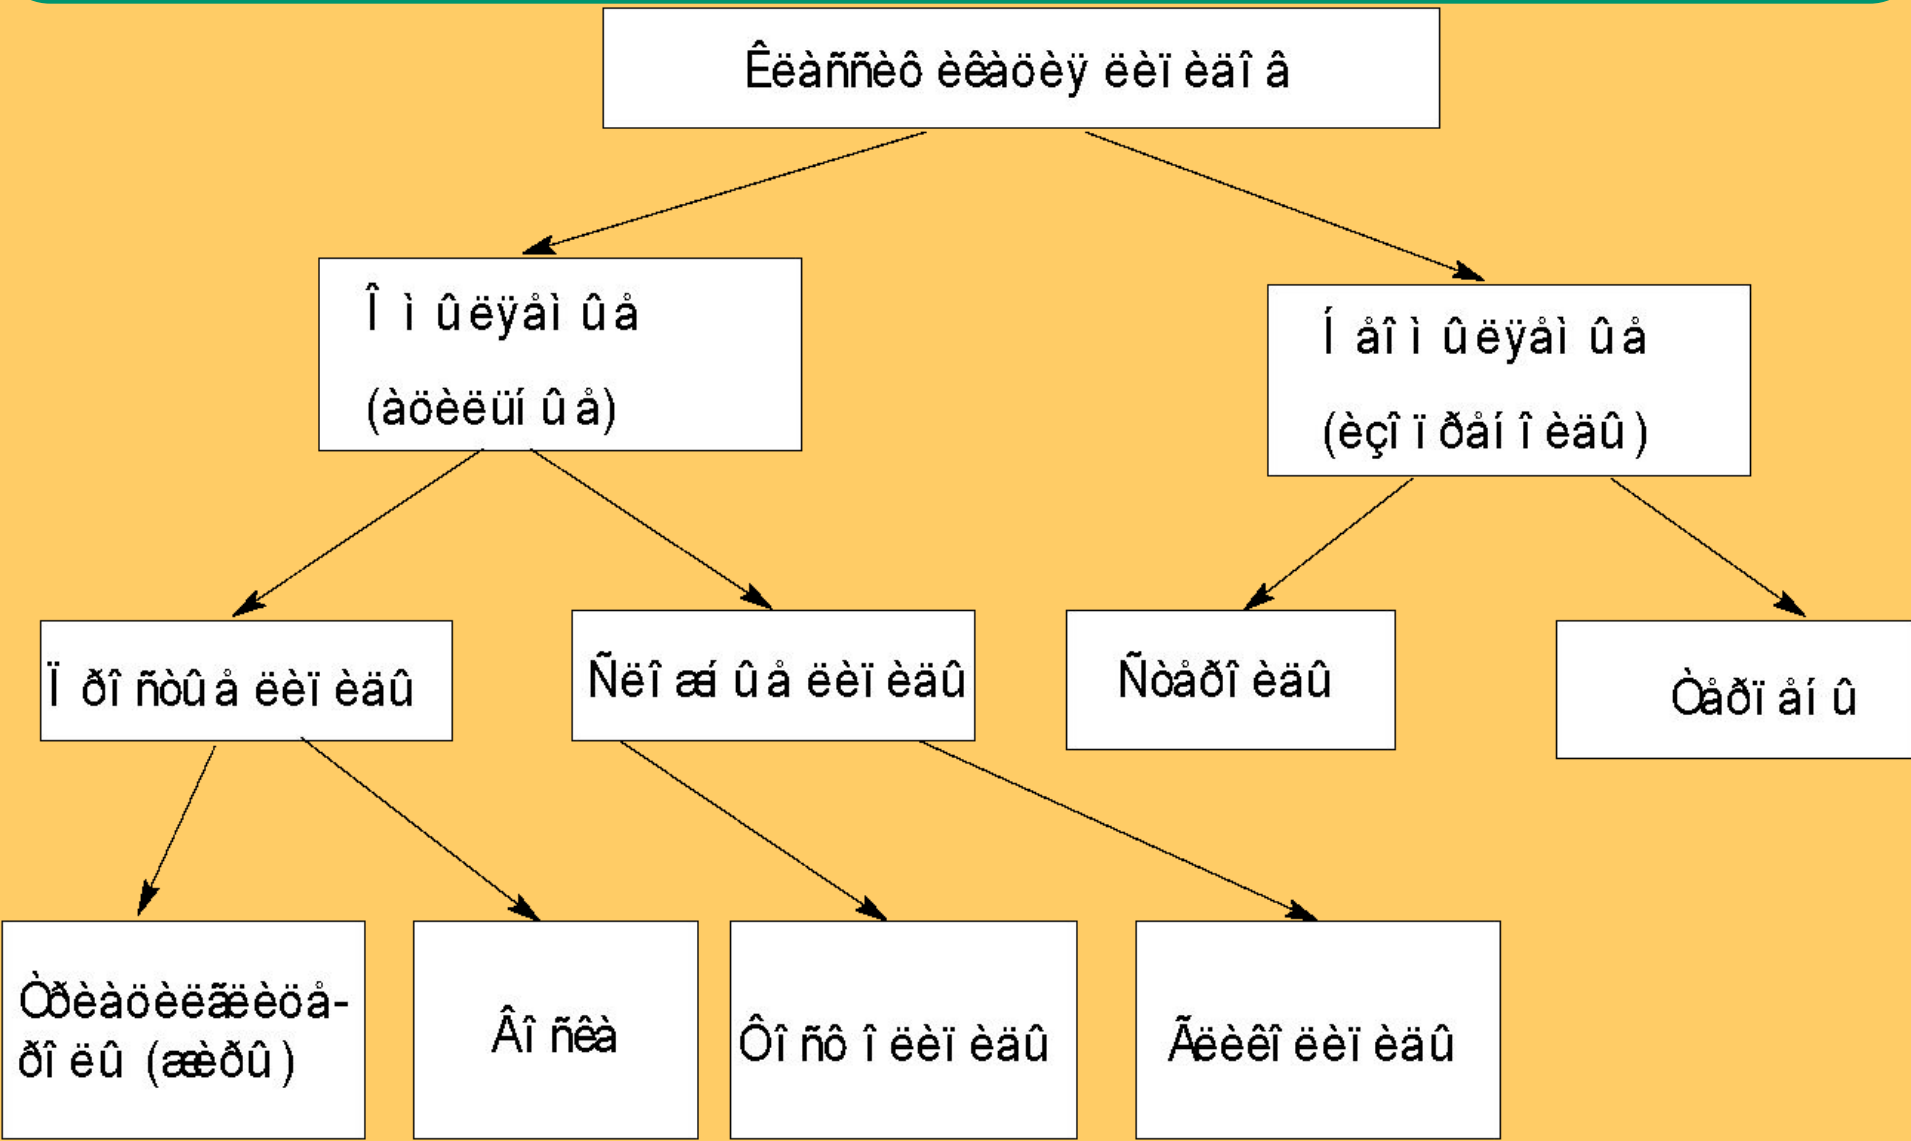 Êëàññèô èêàöèÿ ëèï èäî â
Î ì ûëÿåì ûå
(àöèëüí ûå)
Í åî ì ûëÿåì ûå
(èçî ï ðåí î èäû)
Ï ðî ñòûå ëèï èäû
Ñëî æí ûå ëèï èäû
Ñòåðî èäû
Òåðï åí û
Òðèàöèëãëèöå-
ðî ëû (æèðû)
Âî ñêà
Ôî ñô î ëèï èäû
Ãëèêî ëèï èäû